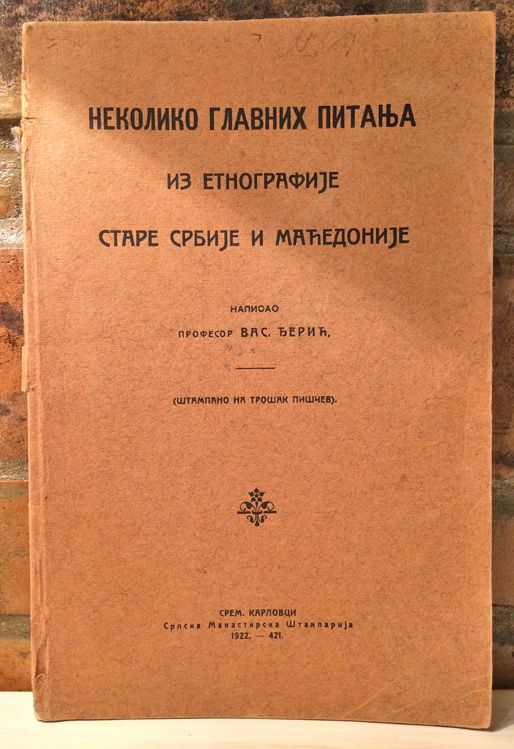 НЕКОЛИКО ГЛАВНИХ ПИТАЊА
ИЗ ЕТНОГРАФИЈЕ
СТАРЕ СРБИЈЕ И МАЋЕДОНИЈЕ
НАПИСАО
ПРОФЕСОР ВАС. ЂЕРИЋ,
(ШТАМПАНО НА ТРОШАК ПИШЧЕВ).
СРЕМ. КАРЛОВЦИ
Српска Манастирска Штампарија
1922. — 421.